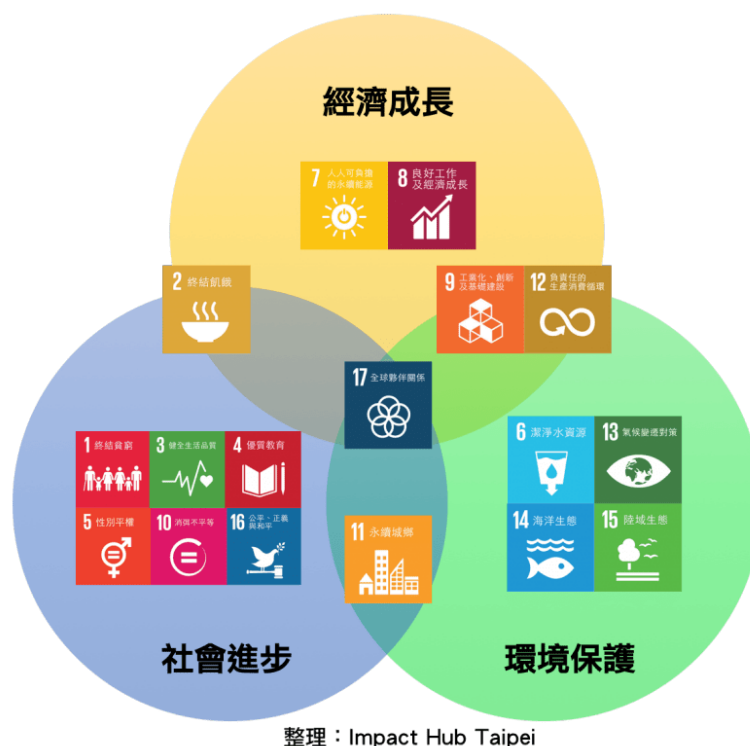 經濟成長
7 人人可負擔
的永續能源
8 良好工作
及經濟成長
2 終結飢餓
9 工業化、創新
及基礎建設
12 負責任的
生產消費循環
17 全球夥伴關係
1 終結貧窮
3 健全生活品質
4 優質教育
6 潔淨水資源
13 氣候變遷對策
5 性別平權
10 消弭不平等
16 公平、正義
與和平
11 永續城鄉
14 海洋生態
15 陸域生態
社會進步
環境保護
整理：Impact Hub Taipei